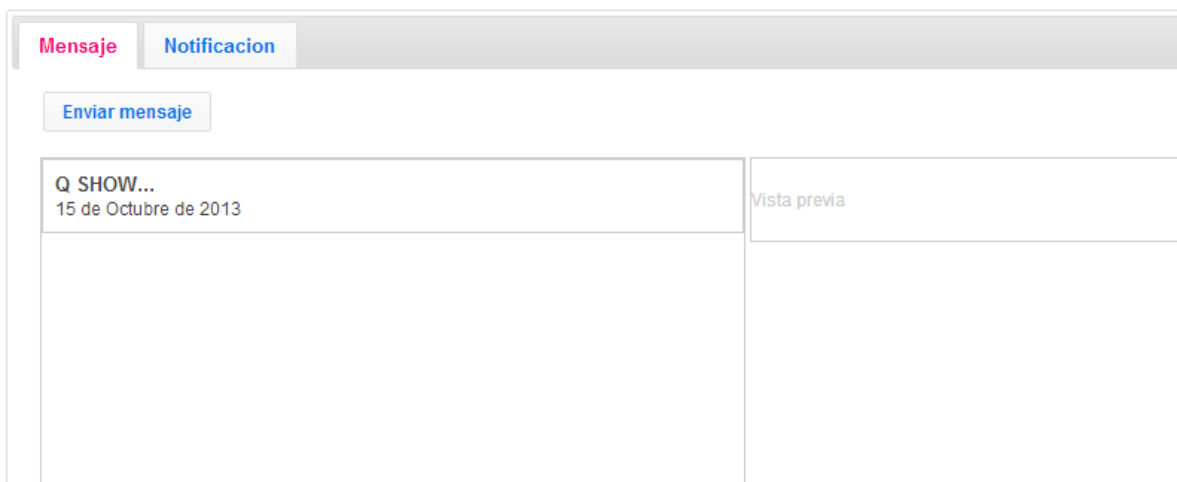 Mensaje Notificacion
Enviar mensaje
Q SHOW...
15 de Octubre de 2013
Vista previa